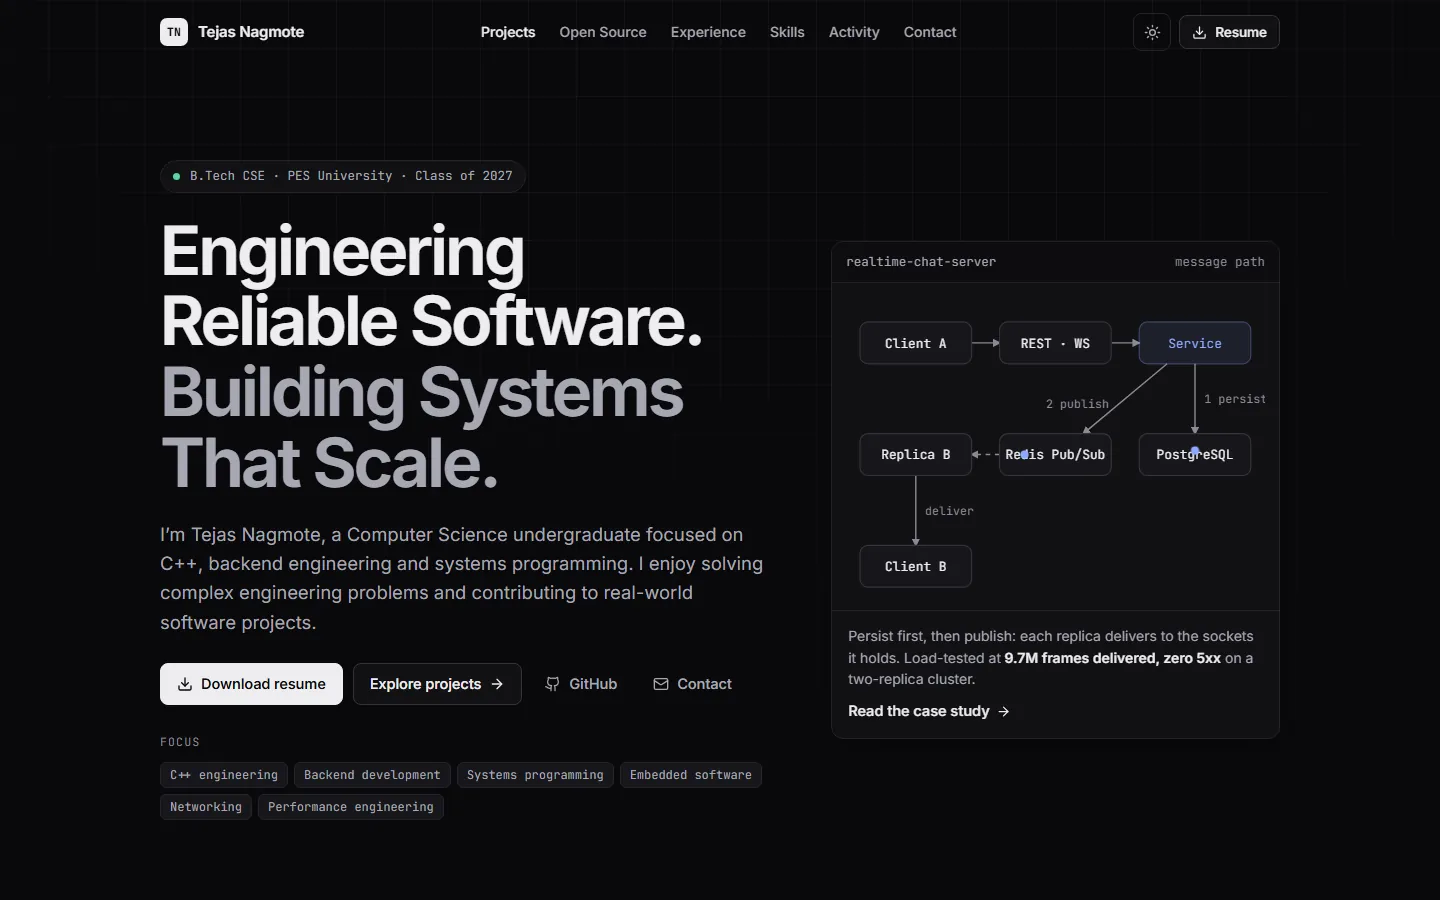 TN Tejas Nagmote
Projects Open Source Experience Skills Activity Contact
Resume
B.Tech CSE · PES University · Class of 2027
Engineering
Reliable Software.
Building Systems
That Scale.
I’m Tejas Nagmote, a Computer Science undergraduate focused on
C++, backend engineering and systems programming. I enjoy solving
complex engineering problems and contributing to real-world
software projects.
Download resume Explore projects → GitHub Contact
FOCUS
C++ engineering Backend development Systems programming Embedded software
Networking Performance engineering
realtime-chat-server message path
Client A REST · WS Service
2 publish 1 persist
Replica B Redis Pub/Sub PostgreSQL
deliver
Client B
Persist first, then publish: each replica delivers to the sockets
it holds. Load-tested at 9.7M frames delivered, zero 5xx on a
two-replica cluster.
Read the case study →